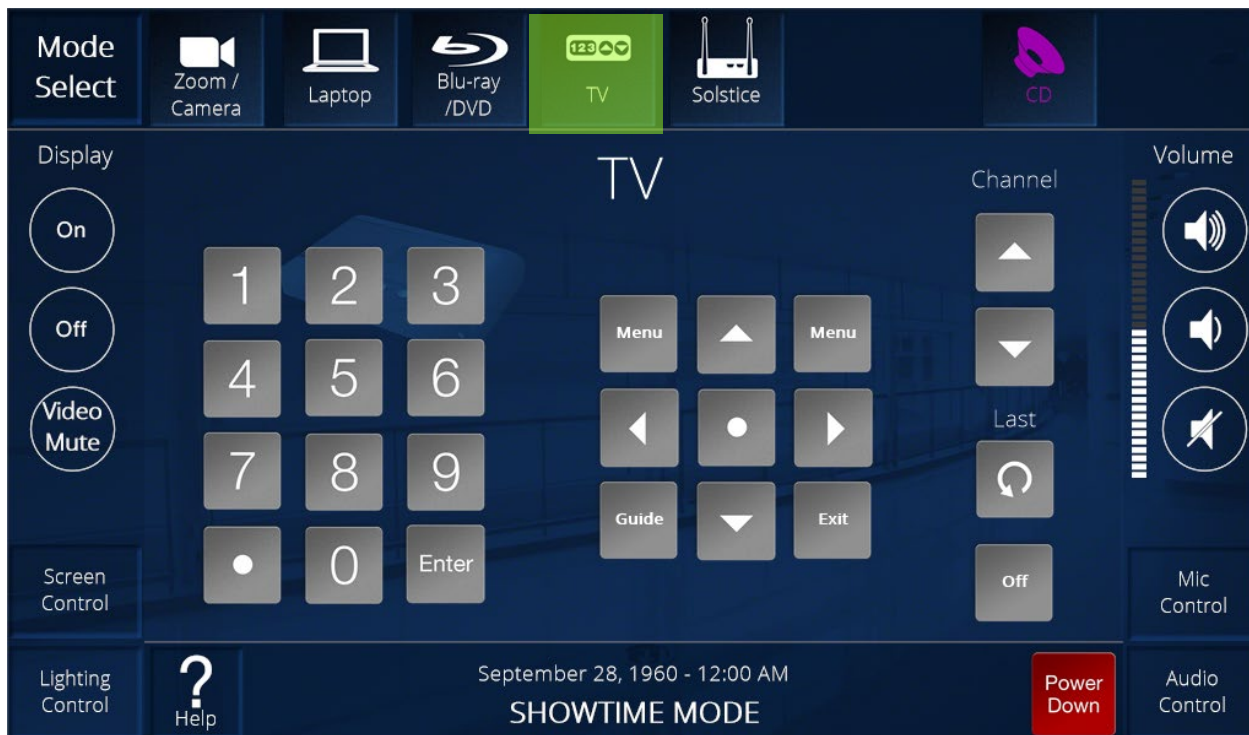 Mode
Select
Zoom /
Camera
Laptop
Blu-ray
/DVD
123
TV
Solstice
CD
Display
On
Off
Video
Mute
Screen
Control
Lighting
Control
TV
1 2 3
4 5 6
7 8 9
0 Enter
Menu Menu
Guide Exit
Channel
Last
Off
Volume
Mic
Control
Audio
Control
?
Help
September 28, 1960 - 12:00 AM
SHOWTIME MODE
Power
Down